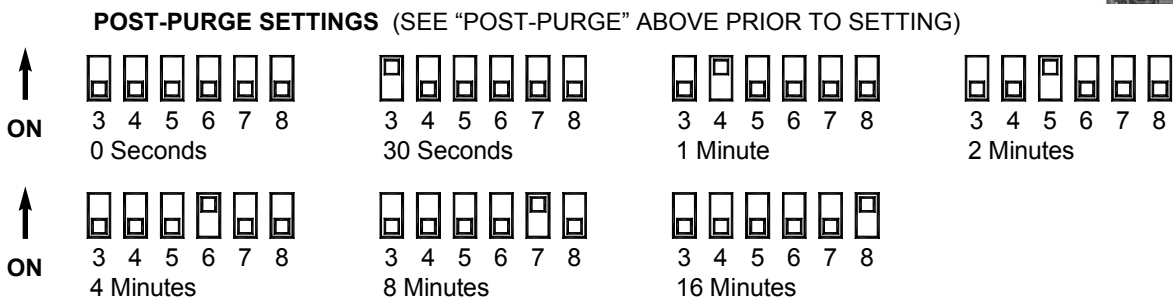 POST-PURGE SETTINGS (SEE “POST-PURGE” ABOVE PRIOR TO SETTING)
ON
3 4 5 6 7 8
0 Seconds
3 4 5 6 7 8
30 Seconds
3 4 5 6 7 8
1 Minute
3 4 5 6 7 8
2 Minutes
ON
3 4 5 6 7 8
4 Minutes
3 4 5 6 7 8
8 Minutes
3 4 5 6 7 8
16 Minutes